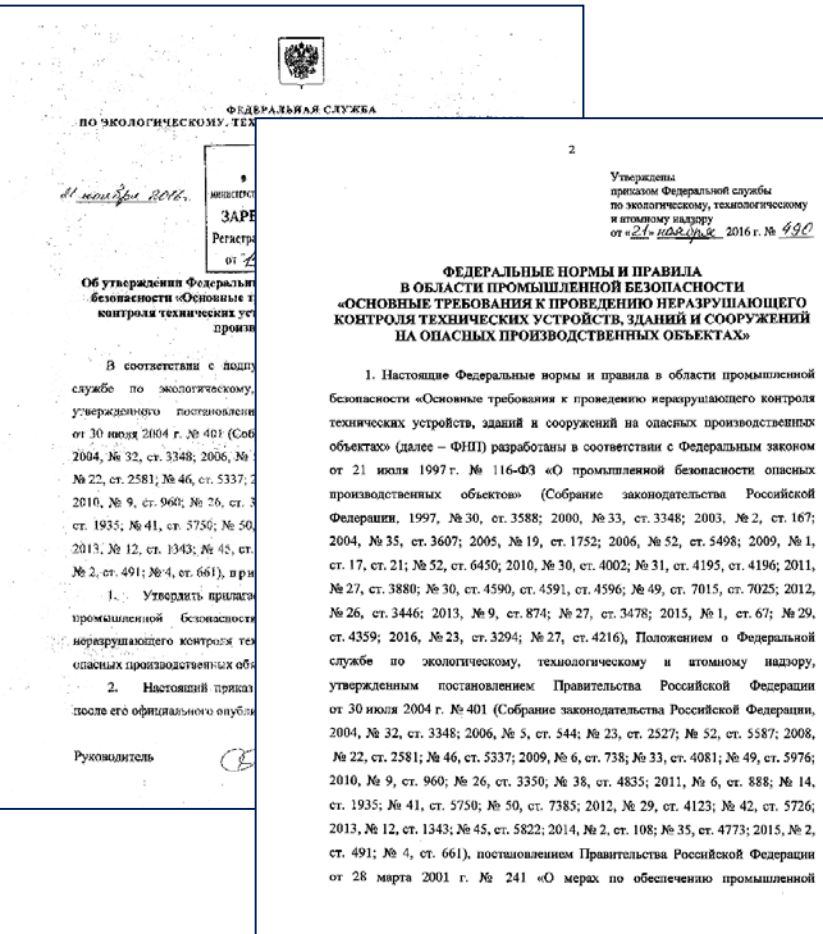 ФЕДЕРАЛЬНАЯ СЛУЖБА
ПО ЭКОЛОГИЧЕСКОМУ, ТЕХ
21 ноября 2016г.
ЗАРЕ
Регистра
от
Об утверждении Федеральн
безопасности «Основные т
контроля технических уст
произв
В соответствии с подпу
службе по экологическому,
утвержденного постановлени
от 30 июля 2004 г. № 401 (Соб
2004, № 32, ст. 3348; 2006, №
№ 22, ст. 2581; № 46, ст. 5337; 2
2010, № 9, ст. 960; № 26, ст. 3
ст. 1935; № 41, ст. 5750; № 50,
2013, № 12, ст. 1343; № 45, ст.
№ 2, ст. 491; № 4, ст. 661), при
1. Утвердить прилага
промышленной безопасности
неразрушающего контроля тех
опасных производственных объ
2. Настоящий приказ
после его официального опубли
Руководитель
2
Утверждены
приказом Федеральной службы
по экологическому, технологическому
и атомному надзору
от «21» ноября 2016 г. № 490
ФЕДЕРАЛЬНЫЕ НОРМЫ И ПРАВИЛА
В ОБЛАСТИ ПРОМЫШЛЕННОЙ БЕЗОПАСНОСТИ
«ОСНОВНЫЕ ТРЕБОВАНИЯ К ПРОВЕДЕНИЮ НЕРАЗРУШАЮЩЕГО
КОНТРОЛЯ ТЕХНИЧЕСКИХ УСТРОЙСТВ, ЗДАНИЙ И СООРУЖЕНИЙ
НА ОПАСНЫХ ПРОИЗВОДСТВЕННЫХ ОБЪЕКТАХ»
1. Настоящие Федеральные нормы и правила в области промышленной
безопасности «Основные требования к проведению неразрушающего контроля
технических устройств, зданий и сооружений на опасных производственных
объектах» (далее – ФНП) разработаны в соответствии с Федеральным законом
от 21 июля 1997 г. № 116-ФЗ «О промышленной безопасности опасных
производственных объектов» (Собрание законодательства Российской
Федерации, 1997, № 30, ст. 3588; 2000, № 33, ст. 3348; 2003, № 2, ст. 167;
2004, № 35, ст. 3607; 2005, № 19, ст. 1752; 2006, № 52, ст. 5498; 2009, № 1,
ст. 17, ст. 21; № 52, ст. 6450; 2010, № 30, ст. 4002; № 31, ст. 4195, ст. 4196; 2011,
№ 27, ст. 3880; № 30, ст. 4590, ст. 4591, ст. 4596; № 49, ст. 7015, ст. 7025; 2012,
№ 26, ст. 3446; 2013, № 9, ст. 874; № 27, ст. 3478; 2015, № 1, ст. 67; № 29,
ст. 4359; 2016, № 23, ст. 3294; № 27, ст. 4216), Положением о Федеральной
службе по экологическому, технологическому и атомному надзору,
утвержденным постановлением Правительства Российской Федерации
от 30 июля 2004 г. № 401 (Собрание законодательства Российской Федерации,
2004, № 32, ст. 3348; 2006, № 5, ст. 544; № 23, ст. 2527; № 52, ст. 5587; 2008,
№ 22, ст. 2581; № 46, ст. 5337; 2009, № 6, ст. 738; № 33, ст. 4081; № 49, ст. 5976;
2010, № 9, ст. 960; № 26, ст. 3350; № 38, ст. 4835; 2011, № 6, ст. 888; № 14,
ст. 1935; № 41, ст. 5750; № 50, ст. 7385; 2012, № 29, ст. 4123; № 42, ст. 5726;
2013, № 12, ст. 1343; № 45, ст. 5822; 2014, № 2, ст. 108; № 35, ст. 4773; 2015, № 2,
ст. 491; № 4, ст. 661), постановлением Правительства Российской Федерации
от 28 марта 2001 г. № 241 «О мерах по обеспечению промышленной